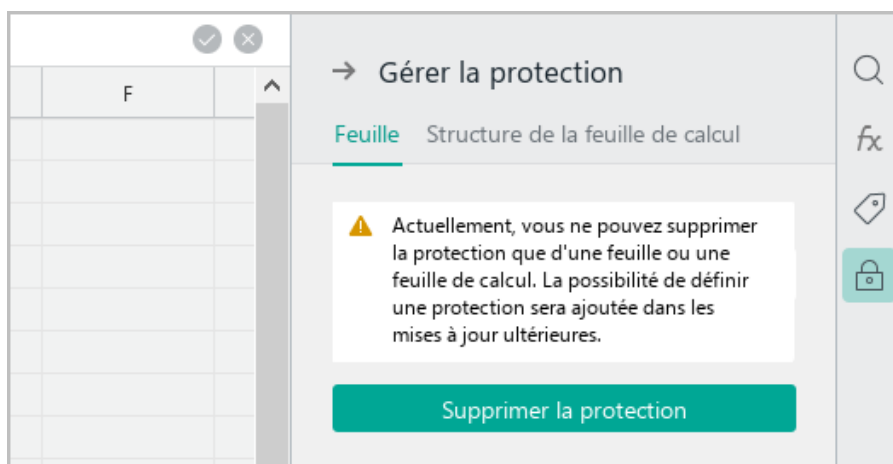 Gérer la protection
F
Feuille Structure de la feuille de calcul
fx
Actuellement, vous ne pouvez supprimer
la protection que d'une feuille ou une
feuille de calcul. La possibilité de définir
une protection sera ajoutée dans les
mises à jour ultérieures.
Supprimer la protection